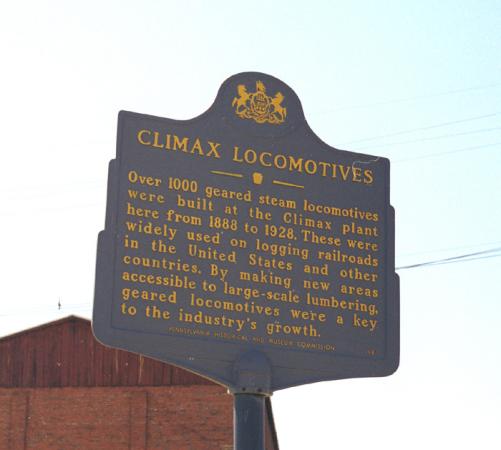 CLIMAX LOCOMOTIVES
Over 1000 geared steam locomotives
were built at the Climax plant
here from 1888 to 1928. These were
widely used on logging railroads
in the United States and other
countries. By making new areas
accessible to large-scale lumbering,
geared locomotives were a key
to the industry's growth.
PENNSYLVANIA HISTORICAL AND MUSEUM COMMISSION